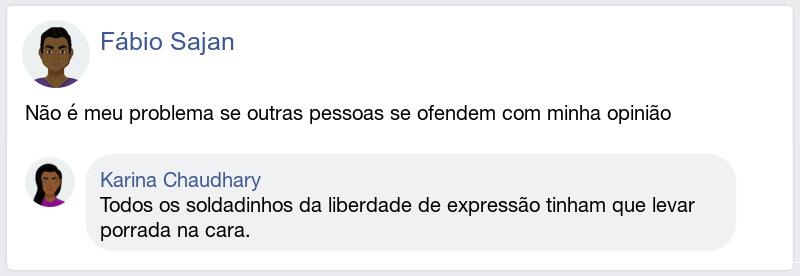 Fábio Sajan
Não é meu problema se outras pessoas se ofendem com minha opinião
Karina Chaudhary
Todos os soldadinhos da liberdade de expressão tinham que levar
porrada na cara.